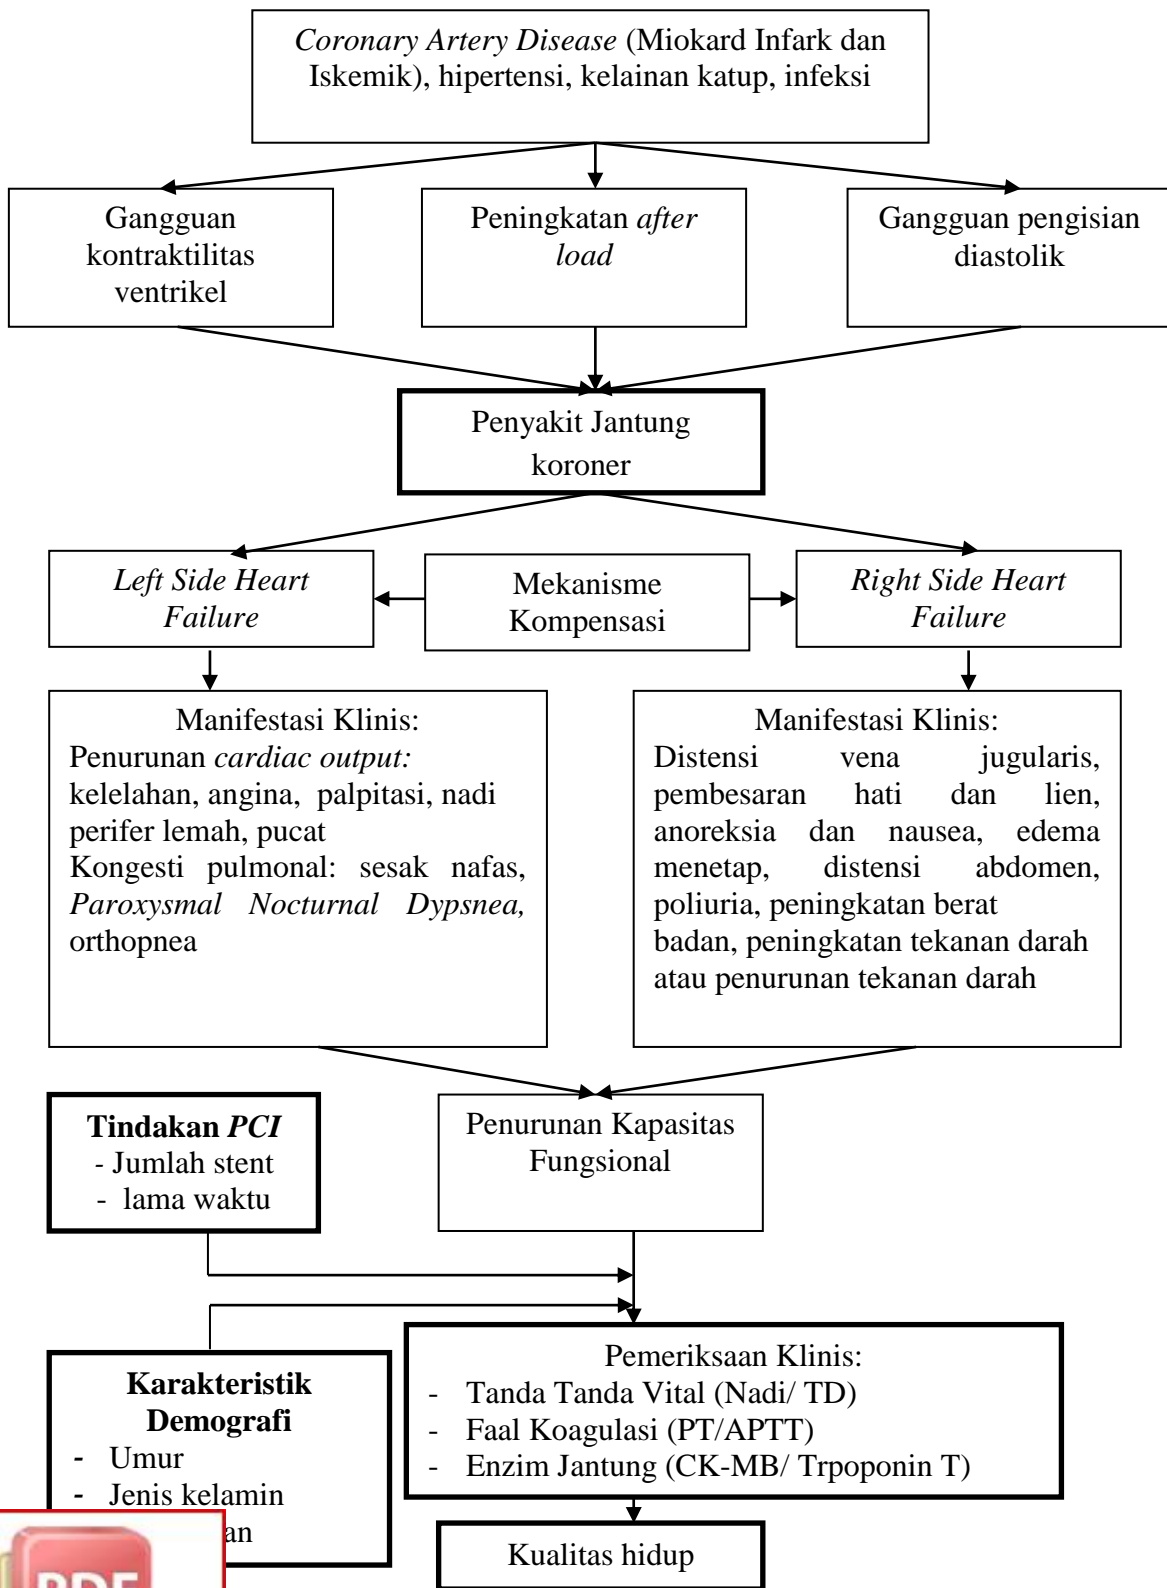 Coronary Artery Disease (Miokard Infark dan
Iskemik), hipertensi, kelainan katup, infeksi
Gangguan
kontraktilitas
ventrikel
Peningkatan after
load
Gangguan pengisian
diastolik
Penyakit Jantung
koroner
Left Side Heart
Failure
Mekanisme
Kompensasi
Right Side Heart
Failure
Manifestasi Klinis:
Penurunan cardiac output:
kelelahan, angina, palpitasi, nadi
perifer lemah, pucat
Kongesti pulmonal: sesak nafas,
Paroxysmal Nocturnal Dypsnea,
orthopnea
Manifestasi Klinis:
Distensi vena jugularis,
pembesaran hati dan lien,
anoreksia dan nausea, edema
menetap, distensi abdomen,
poliuria, peningkatan berat
badan, peningkatan tekanan darah
atau penurunan tekanan darah
Tindakan PCI
- Jumlah stent
- lama waktu
Penurunan Kapasitas
Fungsional
Karakteristik
Demografi
- Umur
- Jenis kelamin
an
Pemeriksaan Klinis:
- Tanda Tanda Vital (Nadi/ TD)
- Faal Koagulasi (PT/APTT)
- Enzim Jantung (CK-MB/ Trpoponin T)
Kualitas hidup
PDF